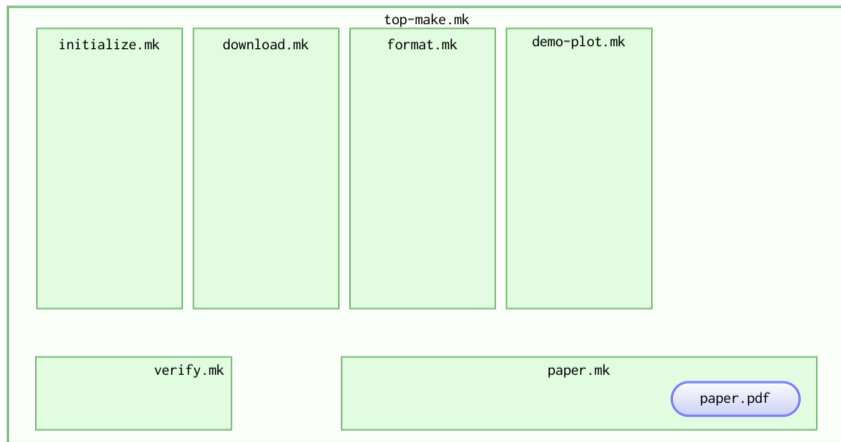 top-make.mk
initialize.mk
download.mk
format.mk
demo-plot.mk
verify.mk
paper.mk
paper.pdf